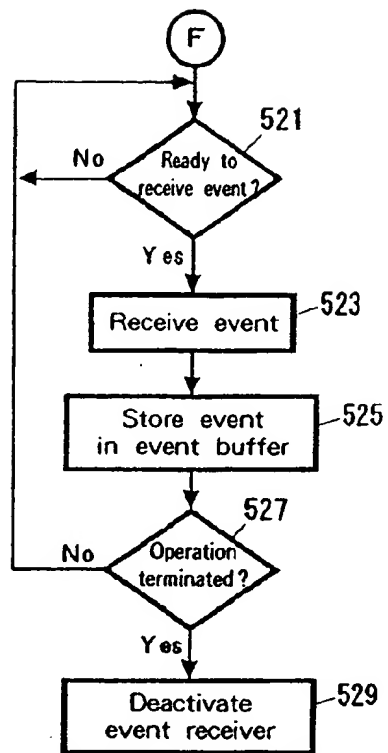 F
521
Ready to
receive event?
No
Yes
Receive event
523
Store event
in event buffer
525
527
Operation
terminated?
No
Yes
Deactivate
event receiver
529